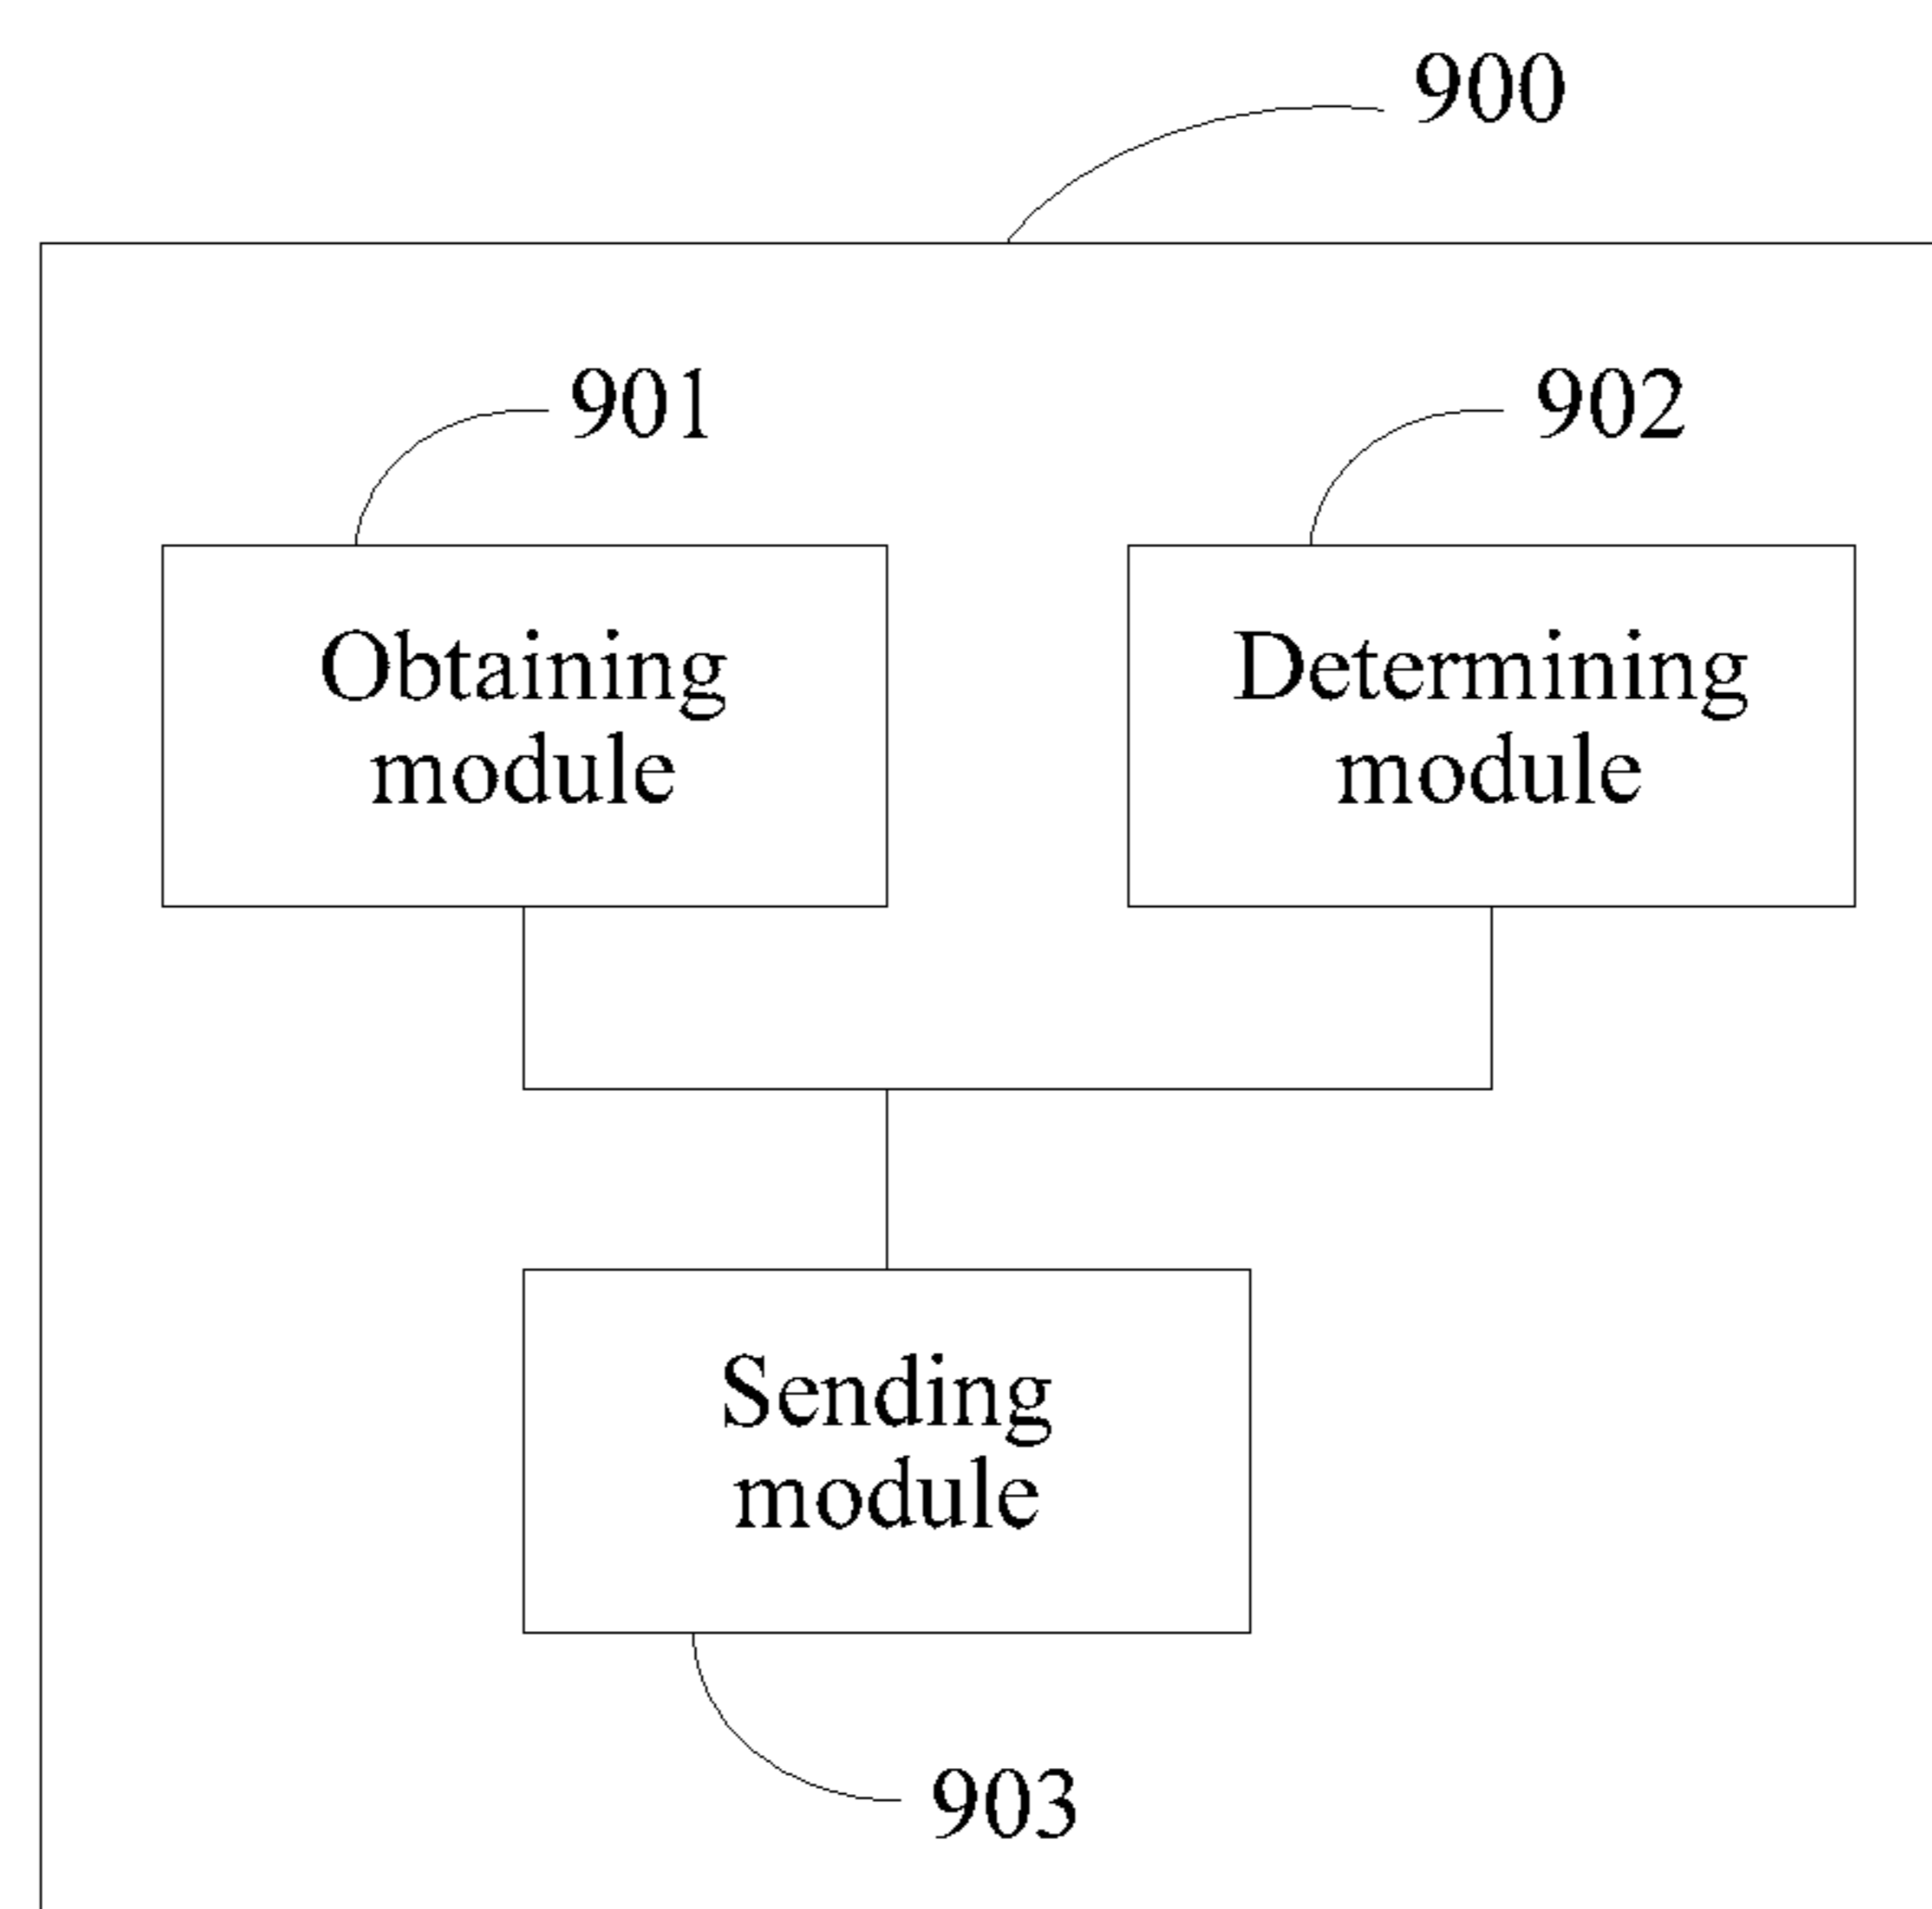 900
901
902
Obtaining
module
Determining
module
Sending
module
903